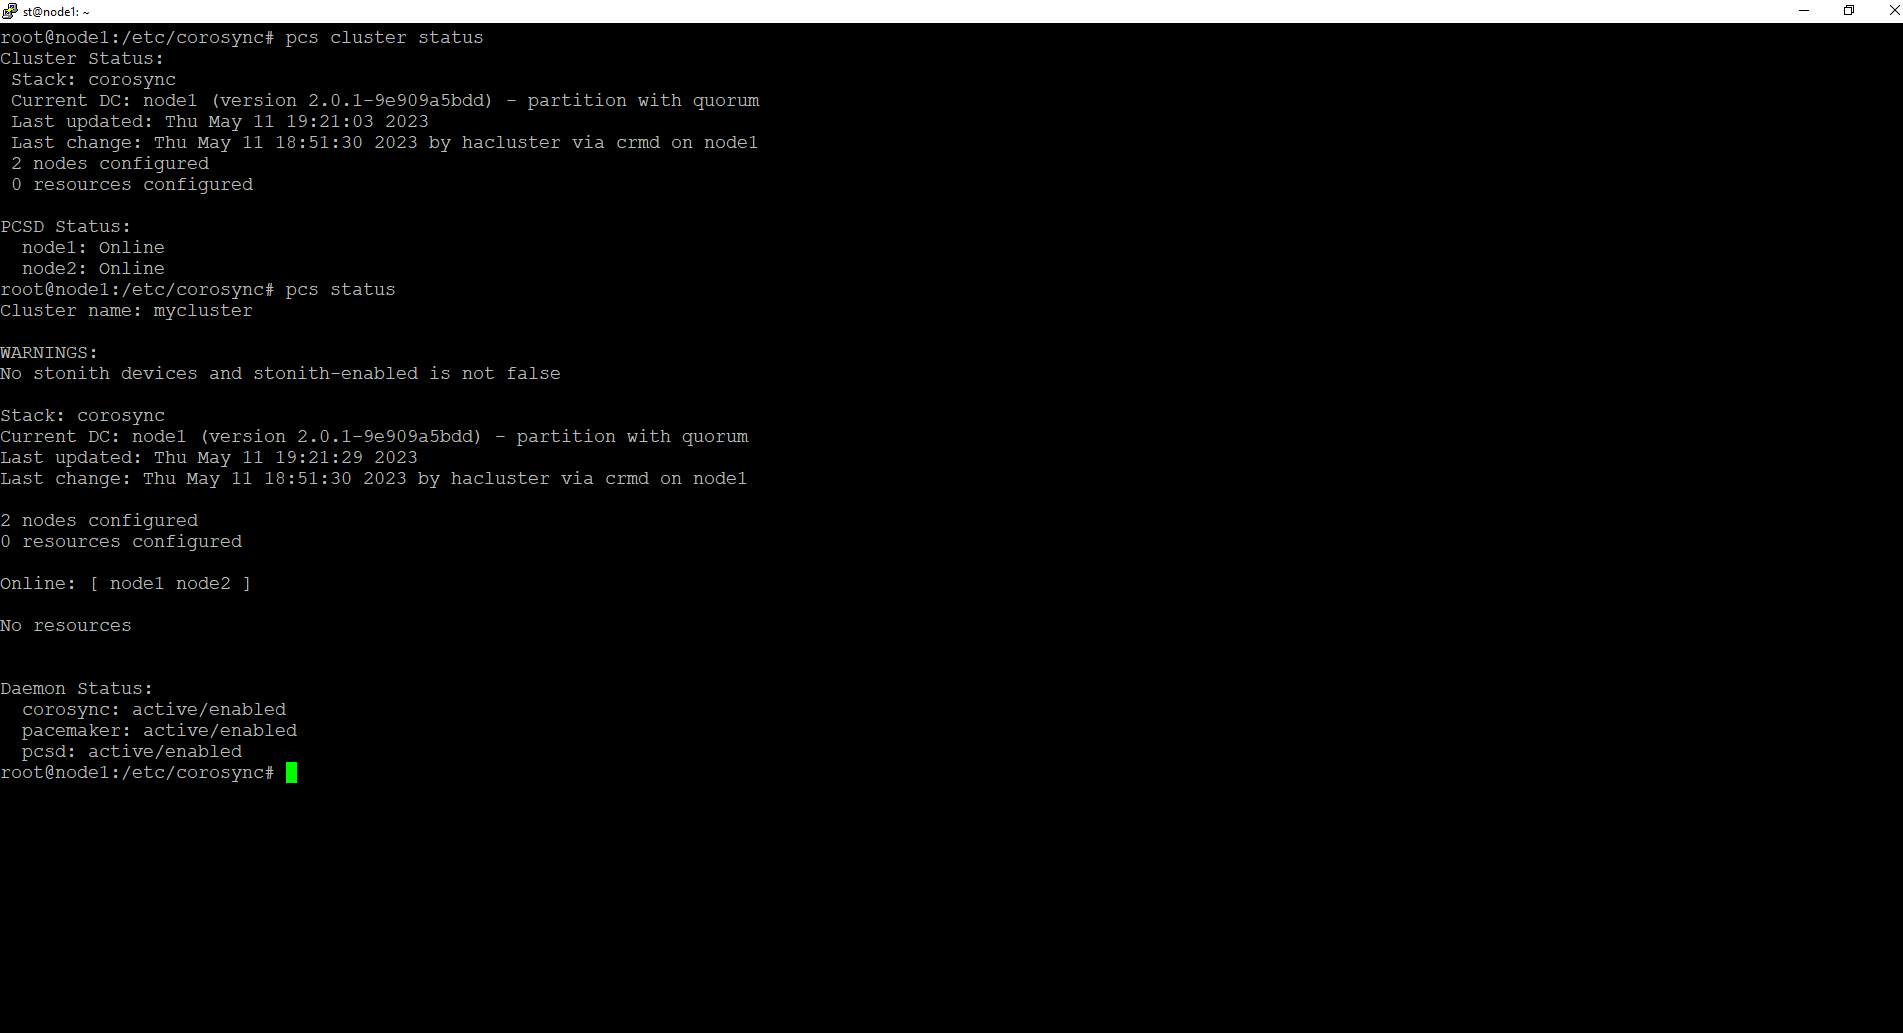 st@node1: ~
root@node1:/etc/corosync# pcs cluster status
Cluster Status:
 Stack: corosync
 Current DC: node1 (version 2.0.1-9e909a5bdd) - partition with quorum
 Last updated: Thu May 11 19:21:03 2023
 Last change: Thu May 11 18:51:30 2023 by hacluster via crmd on node1
 2 nodes configured
 0 resources configured

PCSD Status:
  node1: Online
  node2: Online
root@node1:/etc/corosync# pcs status
Cluster name: mycluster

WARNINGS:
No stonith devices and stonith-enabled is not false

Stack: corosync
Current DC: node1 (version 2.0.1-9e909a5bdd) - partition with quorum
Last updated: Thu May 11 19:21:29 2023
Last change: Thu May 11 18:51:30 2023 by hacluster via crmd on node1

2 nodes configured
0 resources configured

Online: [ node1 node2 ]

No resources


Daemon Status:
  corosync: active/enabled
  pacemaker: active/enabled
  pcsd: active/enabled
root@node1:/etc/corosync#